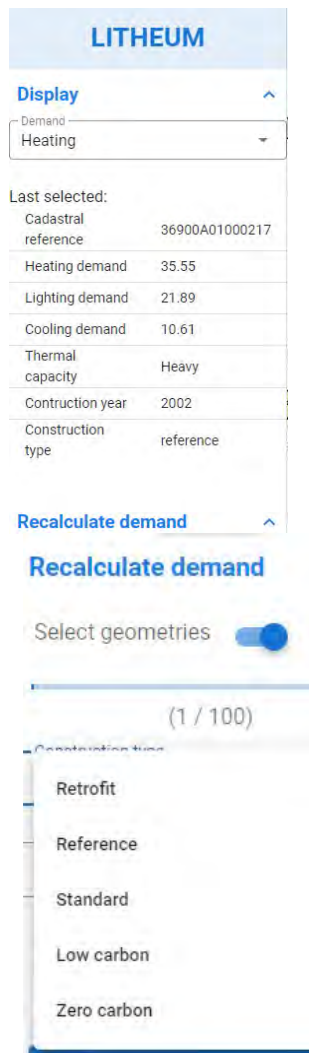 LITHEUM
Display
Demand
Heating
Last selected:
Cadastral
reference
36900A01000217
Heating demand 35.55
Lighting demand 21.89
Cooling demand 10.61
Thermal
capacity
Heavy
Contruction year 2002
Construction
type
reference
Recalculate demand
Recalculate demand
Select geometries
(1 / 100)
Construction type
Retrofit
Reference
Standard
Low carbon
Zero carbon